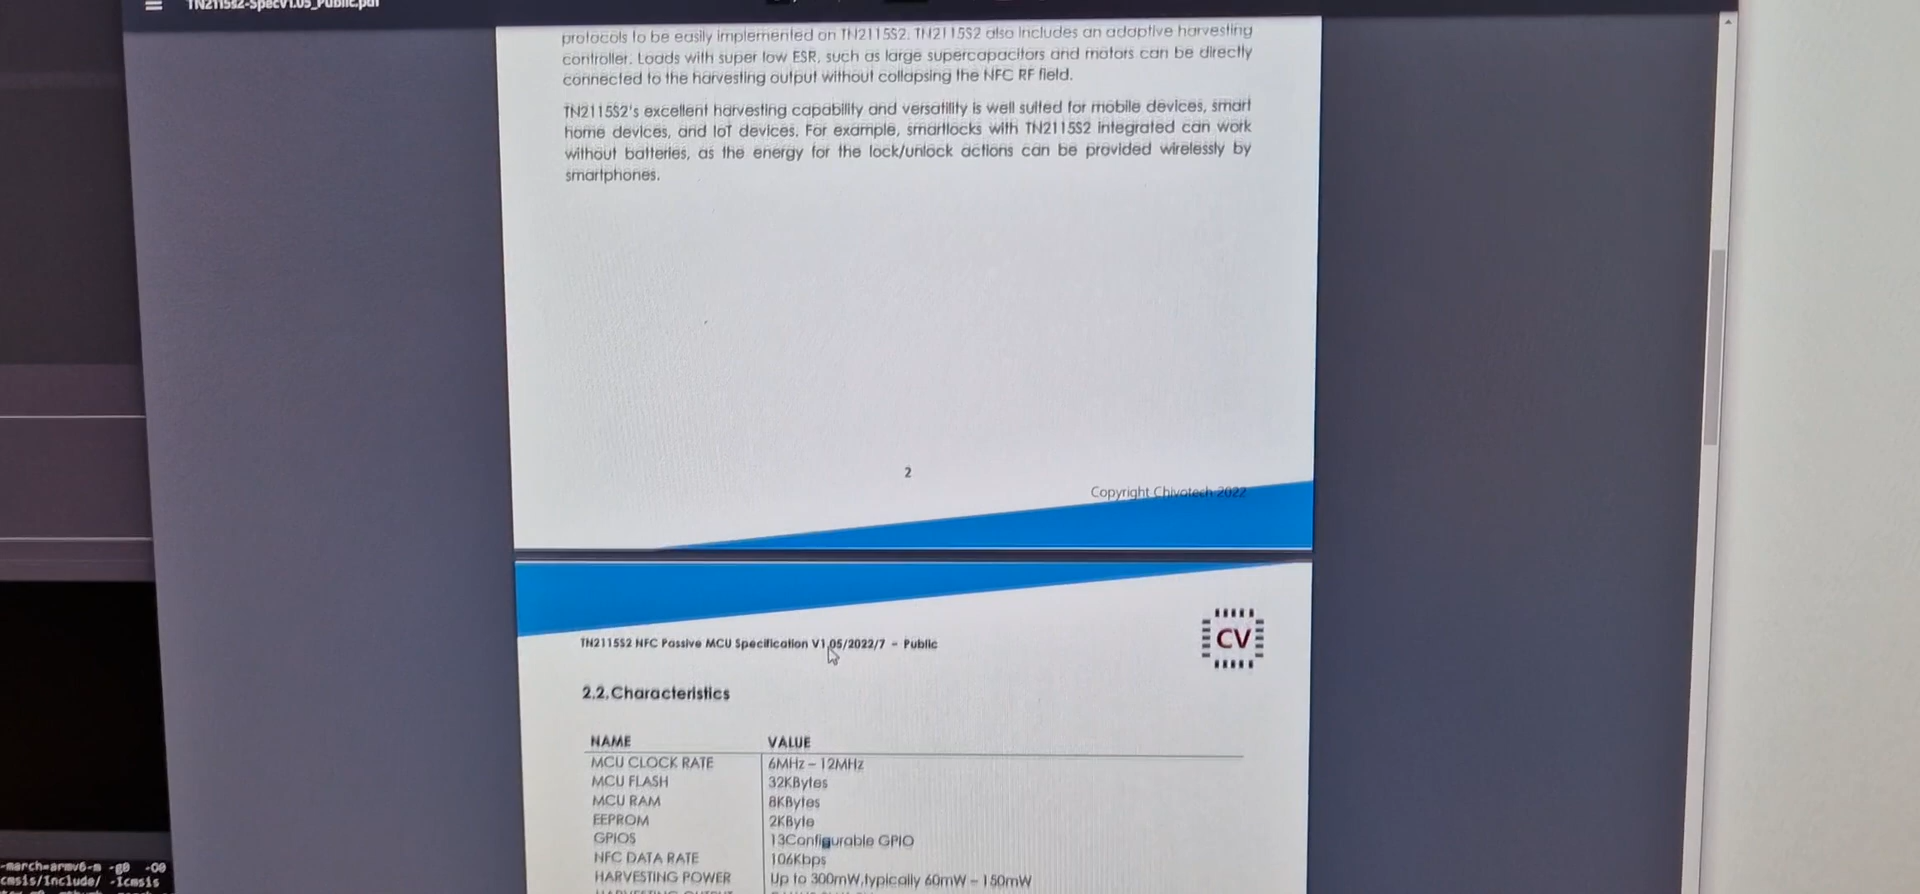 TN2115S2-SpecV1.05_Public.pdf
protocols to be easily implemented on TN2115S2. TN2115S2 also includes an adaptive harvesting
controller. Loads with super low ESR, such as large supercapacitors and motors can be directly
connected to the harvesting output without collapsing the NFC RF field.
TN2115S2's excellent harvesting capability and versatility is well suited for mobile devices, smart
home devices, and IoT devices. For example, smartlocks with TN2115S2 integrated can work
without batteries, as the energy for the lock/unlock actions can be provided wirelessly by
smartphones.
2
Copyright Chivotech 2022
TN2115S2 NFC Passive MCU Specification V1.05/2022/7 – Public
CV
2.2.Characteristics
NAME VALUE
MCU CLOCK RATE 6MHz – 12MHz
MCU FLASH 32KBytes
MCU RAM 8KBytes
EEPROM 2KByte
GPIOS 13Configurable GPIO
NFC DATA RATE 106Kbps
HARVESTING POWER Up to 300mW,typically 60mW – 150mW
-march=armv6-m -g0 -O0
cmsis/Include/ -Icmsis